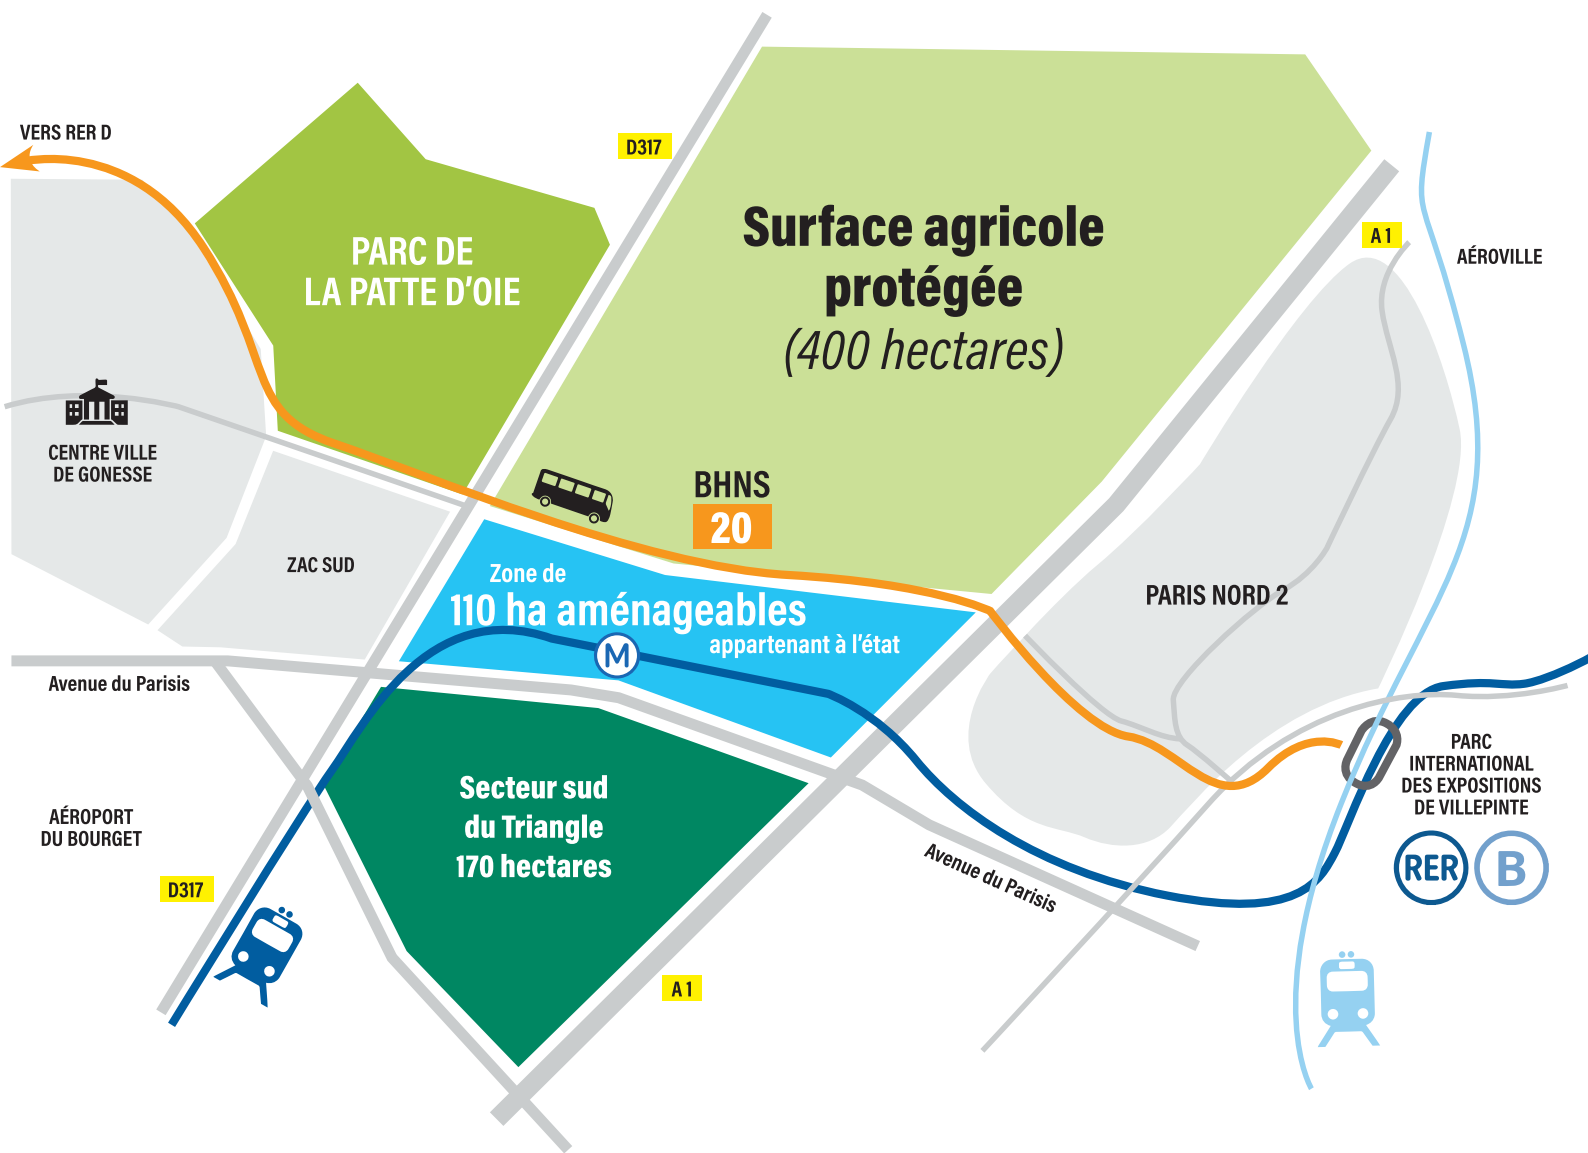 VERS RER D
D317
PARC DE
LA PATTE D'OIE
Surface agricole
protégée
(400 hectares)
A 1
AÉROVILLE
CENTRE VILLE
DE GONESSE
BHNS
20
ZAC SUD
Zone de
110 ha aménageables
appartenant à l'état
M
PARIS NORD 2
Avenue du Parisis
Secteur sud
du Triangle
170 hectares
AÉROPORT
DU BOURGET
D317
PARC
INTERNATIONAL
DES EXPOSITIONS
DE VILLEPINTE
RER B
Avenue du Parisis
A 1